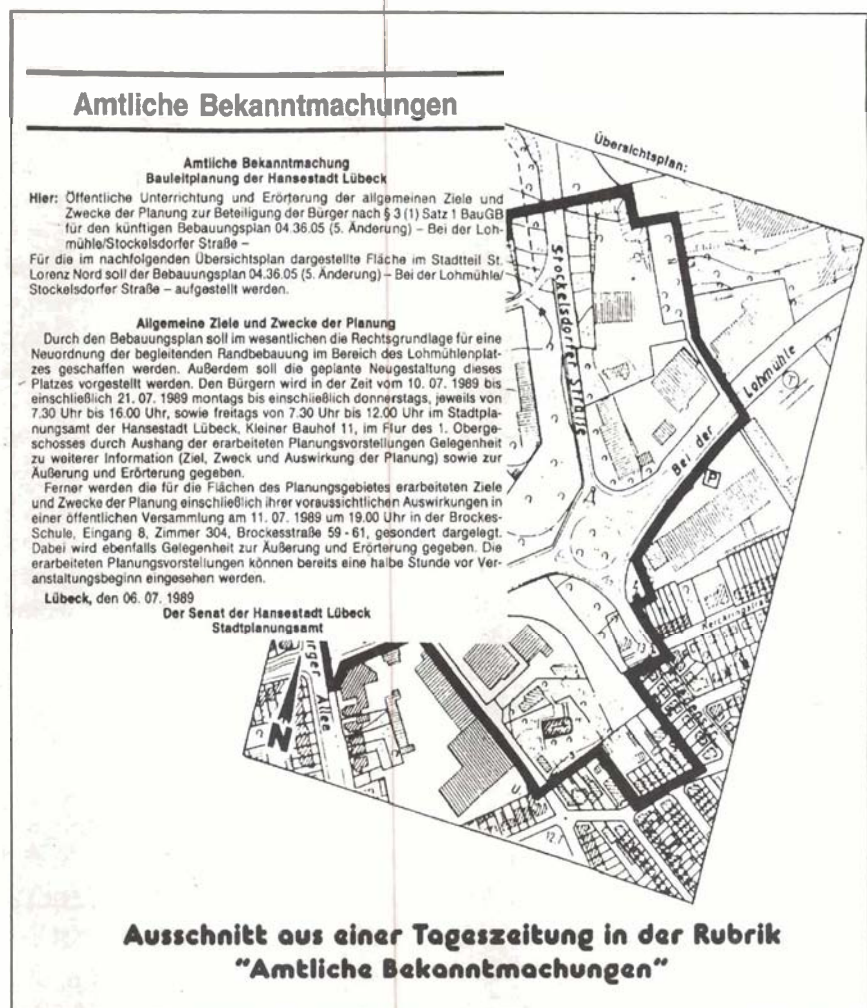 Amtliche Bekanntmachungen
Amtliche Bekanntmachung
Bauleitplanung der Hansestadt Lübeck
Hier: Öffentliche Unterrichtung und Erörterung der allgemeinen Ziele und
Zwecke der Planung zur Beteiligung der Bürger nach § 3 (1) Satz 1 BauGB
für den künftigen Bebauungsplan 04.36.05 (5. Änderung) – Bei der Loh-
mühle/Stockelsdorfer Straße –
Für die im nachfolgenden Übersichtsplan dargestellte Fläche im Stadtteil St.
Lorenz Nord soll der Bebauungsplan 04.36.05 (5. Änderung) – Bei der Lohmühle/
Stockelsdorfer Straße – aufgestellt werden.
Allgemeine Ziele und Zwecke der Planung
Durch den Bebauungsplan soll im wesentlichen die Rechtsgrundlage für eine
Neuordnung der begleitenden Randbebauung im Bereich des Lohmühlenplat-
zes geschaffen werden. Außerdem soll die geplante Neugestaltung dieses
Platzes vorgestellt werden. Den Bürgern wird in der Zeit vom 10. 07. 1989 bis
einschließlich 21. 07. 1989 montags bis einschließlich donnerstags, jeweils von
7.30 Uhr bis 16.00 Uhr, sowie freitags von 7.30 Uhr bis 12.00 Uhr im Stadtpla-
nungsamt der Hansestadt Lübeck, Kleiner Bauhof 11, im Flur des 1. Oberge-
schosses durch Aushang der erarbeiteten Planungsvorstellungen Gelegenheit
zu weiterer Information (Ziel, Zweck und Auswirkung der Planung) sowie zur
Äußerung und Erörterung gegeben.
Ferner werden die für die Flächen des Planungsgebietes erarbeiteten Ziele
und Zwecke der Planung einschließlich ihrer voraussichtlichen Auswirkungen in
einer öffentlichen Versammlung am 11. 07. 1989 um 19.00 Uhr in der Brockes-
Schule, Eingang 8, Zimmer 304, Brockesstraße 59 - 61, gesondert dargelegt.
Dabei wird ebenfalls Gelegenheit zur Äußerung und Erörterung gegeben. Die
erarbeiteten Planungsvorstellungen können bereits eine halbe Stunde vor Ver-
anstaltungsbeginn eingesehen werden.
Lübeck, den 06. 07. 1989
Der Senat der Hansestadt Lübeck
Stadtplanungsamt
Übersichtsplan:
Stockelsdorfer Straße
Bei der Lohmühle
P
Allee
N
12,7
Ausschnitt aus einer Tageszeitung in der Rubrik
"Amtliche Bekanntmachungen"